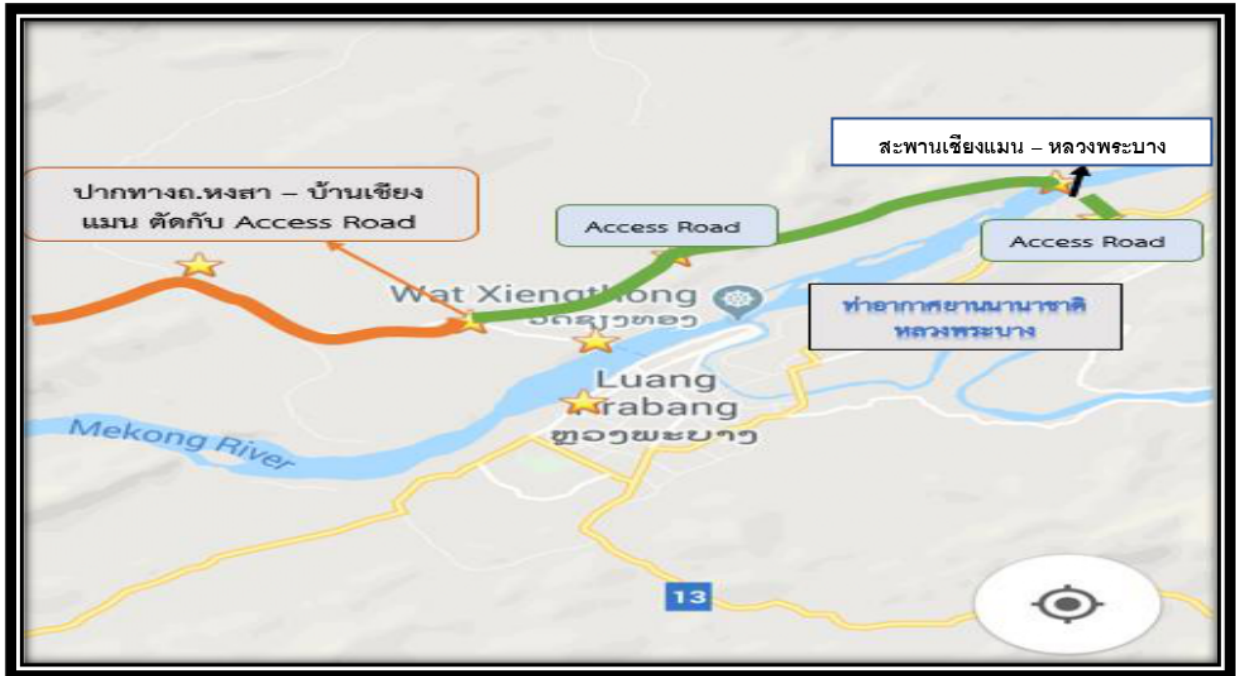 สะพานเชียงแมน – หลวงพระบาง
ปากทางถ.หงสา – บ้านเชียง
แมน ตัดกับ Access Road
Access Road
Access Road
Wat Xiengthong
ວັດຊຽງທອງ
ท่าอากาศยานนานาชาติ
หลวงพระบาง
Luang
rabang
ຫຼວງພະບາງ
Mekong River
13